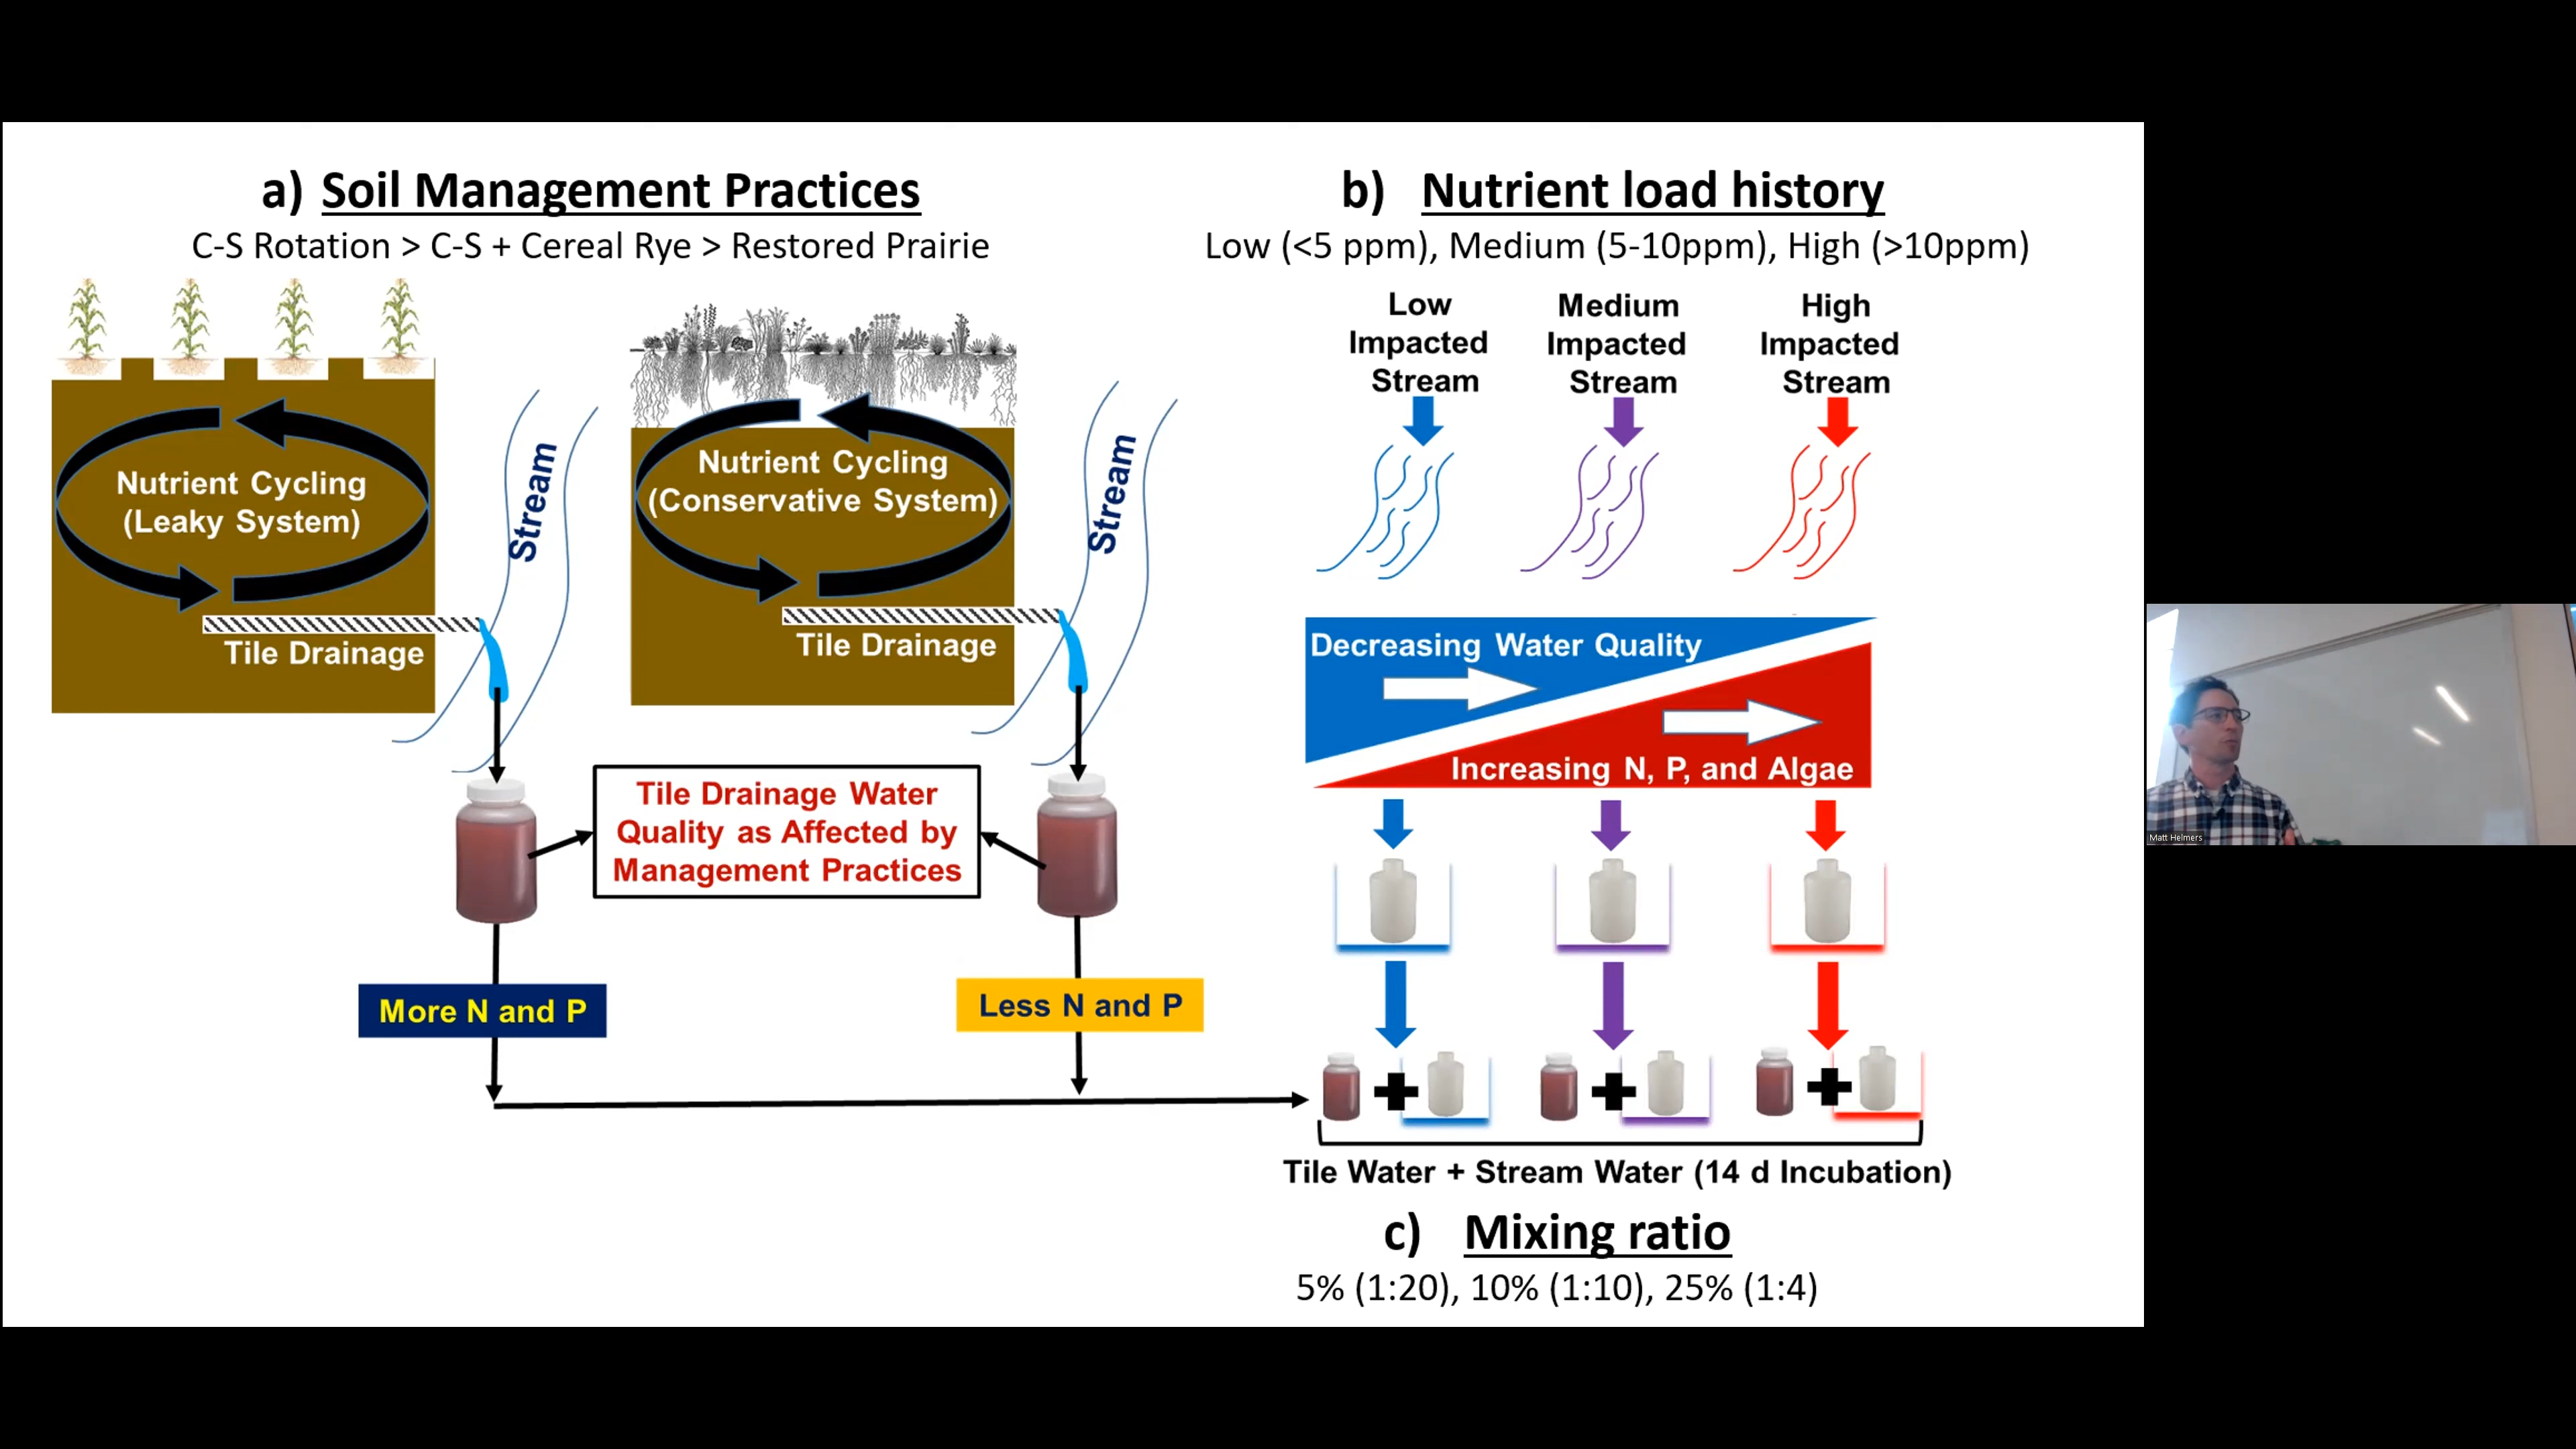 a) Soil Management Practices
C-S Rotation > C-S + Cereal Rye > Restored Prairie
Nutrient Cycling
(Leaky System)
Tile Drainage
Stream
Nutrient Cycling
(Conservative System)
Tile Drainage
Stream
Tile Drainage Water
Quality as Affected by
Management Practices
More N and P
Less N and P
b) Nutrient load history
Low (<5 ppm), Medium (5-10ppm), High (>10ppm)
Low
Impacted
Stream
Medium
Impacted
Stream
High
Impacted
Stream
Decreasing Water Quality
Increasing N, P, and Algae
Tile Water + Stream Water (14 d Incubation)
c) Mixing ratio
5% (1:20), 10% (1:10), 25% (1:4)
Matt Helmers